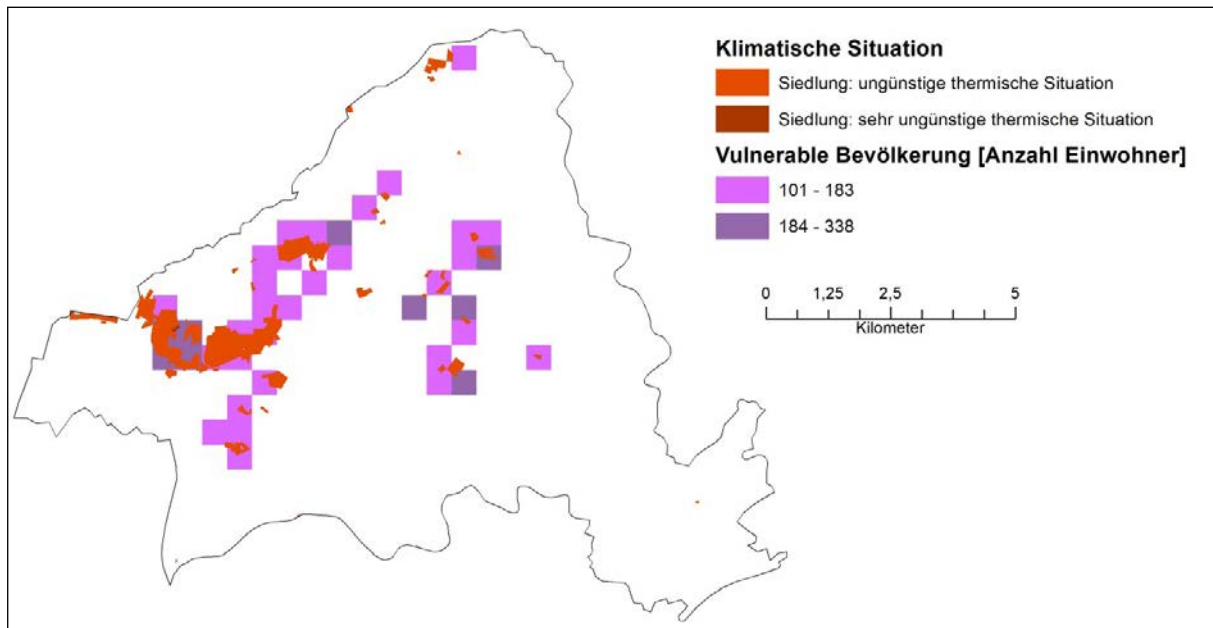 Klimatische Situation
Siedlung: ungünstige thermische Situation
Siedlung: sehr ungünstige thermische Situation
Vulnerable Bevölkerung [Anzahl Einwohner]
101 - 183
184 - 338
0 1,25 2,5 5
Kilometer